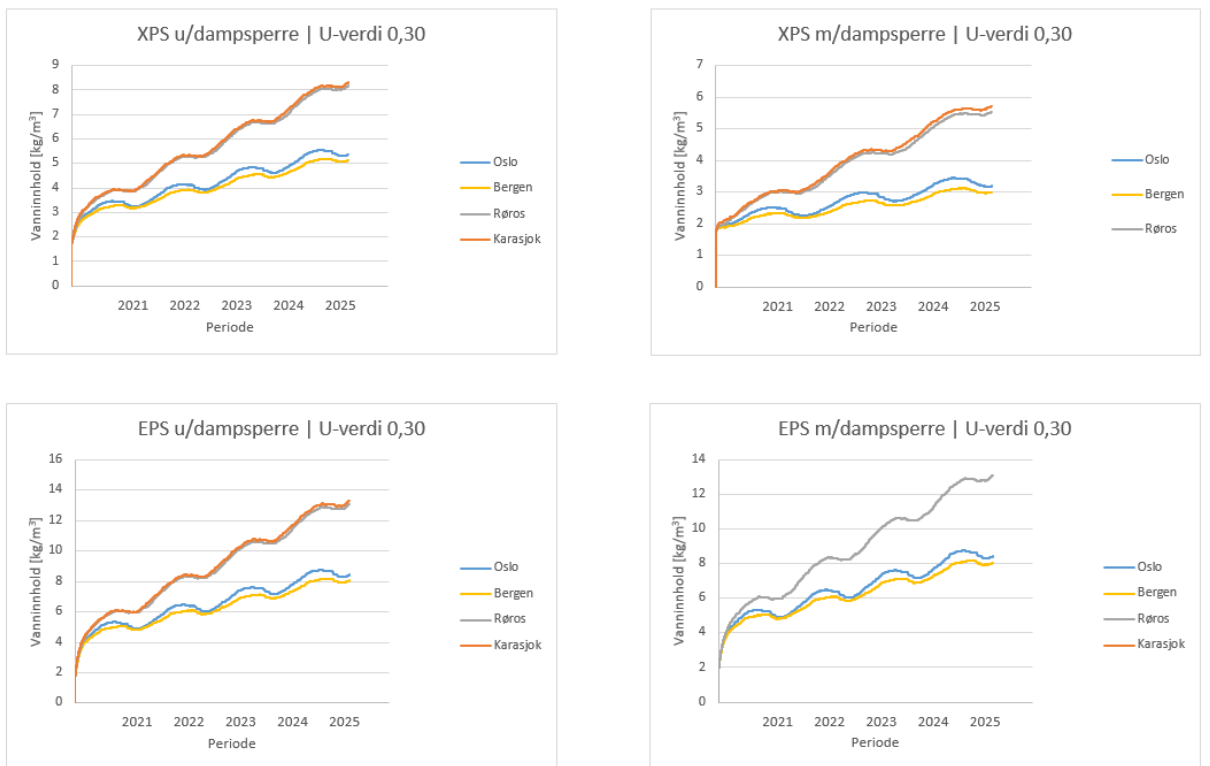 XPS u/dampsperre | U-verdi 0,30
Vanninnhold [kg/m³]
9
8
7
6
5
4
3
2
1
0
2021 2022 2023 2024 2025
Periode
Oslo
Bergen
Røros
Karasjok
XPS m/dampsperre | U-verdi 0,30
Vanninnhold [kg/m³]
7
6
5
4
3
2
1
0
2021 2022 2023 2024 2025
Periode
Oslo
Bergen
Røros
EPS u/dampsperre | U-verdi 0,30
Vanninnhold [kg/m³]
16
14
12
10
8
6
4
2
0
2021 2022 2023 2024 2025
Periode
Oslo
Bergen
Røros
Karasjok
EPS m/dampsperre | U-verdi 0,30
Vanninnhold [kg/m³]
14
12
10
8
6
4
2
0
2021 2022 2023 2024 2025
Periode
Oslo
Bergen
Røros
Karasjok